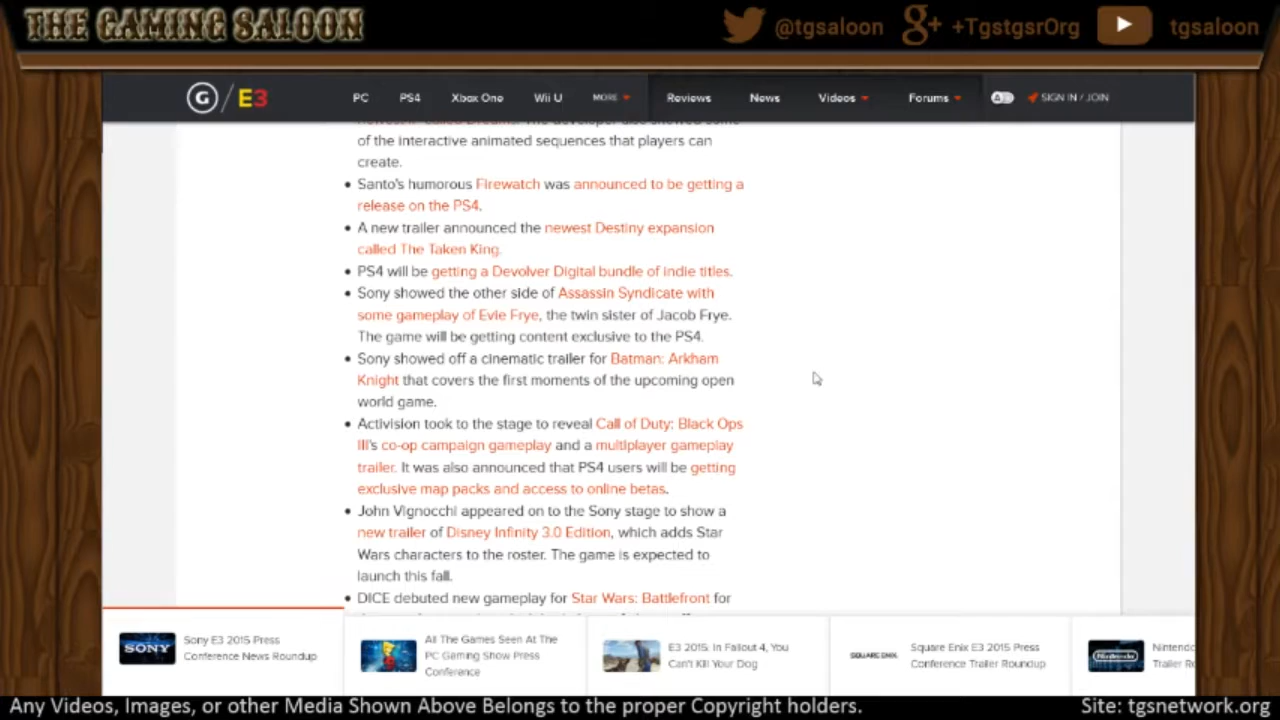 THE GAMING SALOON
@tgsaloon
g+ +TgstgsrOrg
tgsaloon
G / E3
PC PS4 Xbox One Wii U MORE Reviews News Videos Forums SIGN IN / JOIN
newest IP called Dreams. The developer also showed some
of the interactive animated sequences that players can
create.
• Santo's humorous Firewatch was announced to be getting a
release on the PS4.
• A new trailer announced the newest Destiny expansion
called The Taken King.
• PS4 will be getting a Devolver Digital bundle of indie titles.
• Sony showed the other side of Assassin Syndicate with
some gameplay of Evie Frye, the twin sister of Jacob Frye.
The game will be getting content exclusive to the PS4.
• Sony showed off a cinematic trailer for Batman: Arkham
Knight that covers the first moments of the upcoming open
world game.
• Activision took to the stage to reveal Call of Duty: Black Ops
III's co-op campaign gameplay and a multiplayer gameplay
trailer. It was also announced that PS4 users will be getting
exclusive map packs and access to online betas.
• John Vignocchi appeared on to the Sony stage to show a
new trailer of Disney Infinity 3.0 Edition, which adds Star
Wars characters to the roster. The game is expected to
launch this fall.
• DICE debuted new gameplay for Star Wars: Battlefront for
SONY
Sony E3 2015 Press
Conference News Roundup
All The Games Seen At The
PC Gaming Show Press
Conference
E3 2015: In Fallout 4, You
Can't Kill Your Dog
SQUARE ENIX
Square Enix E3 2015 Press
Conference Trailer Roundup
Nintendo
Nintendo
Trailer Ro
Any Videos, Images, or other Media Shown Above Belongs to the proper Copyright holders.
Site: tgsnetwork.org